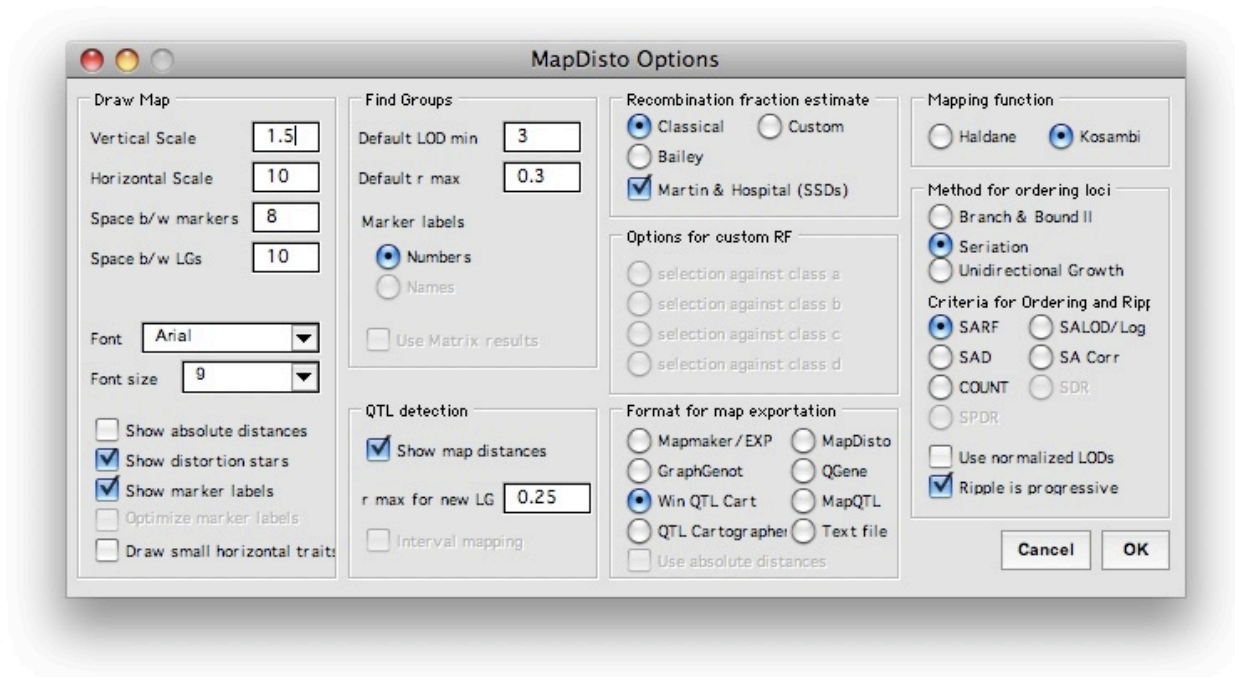 MapDisto Options
Draw Map
Vertical Scale 1.5
Horizontal Scale 10
Space b/w markers 8
Space b/w LGs 10
Font Arial
Font size 9
Show absolute distances
Show distortion stars
Show marker labels
Optimize marker labels
Draw small horizontal traits
Find Groups
Default LOD min 3
Default r max 0.3
Marker labels
Numbers
Names
Use Matrix results
QTL detection
Show map distances
r max for new LG 0.25
Interval mapping
Recombination fraction estimate
Classical Custom
Bailey
Martin & Hospital (SSDs)
Options for custom RF
selection against class a
selection against class b
selection against class c
selection against class d
Format for map exportation
Mapmaker/EXP MapDisto
GraphGenot QGene
Win QTL Cart MapQTL
QTL Cartographer Text file
Use absolute distances
Mapping function
Haldane Kosambi
Method for ordering loci
Branch & Bound II
Seriation
Unidirectional Growth
Criteria for Ordering and Ripp
SARF SALOD/Log
SAD SA Corr
COUNT SDR
SPDR
Use normalized LODs
Ripple is progressive
Cancel OK